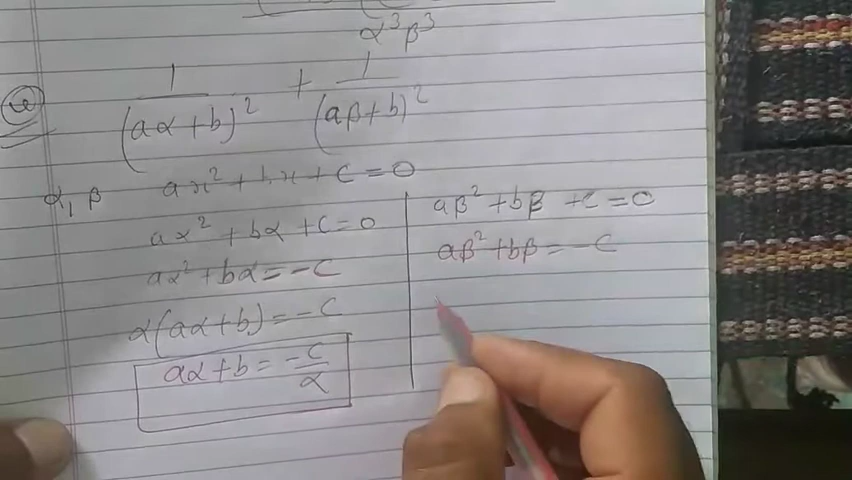 α³β³
1/(aα+b)² + 1/(aβ+b)²
α, β ax² + bx + c = 0
aα² + bα + c = 0
aα² + bα = -c
α(aα+b) = -c
aα+b = -c/α
aβ² + bβ + c = 0
aβ² + bβ = -c